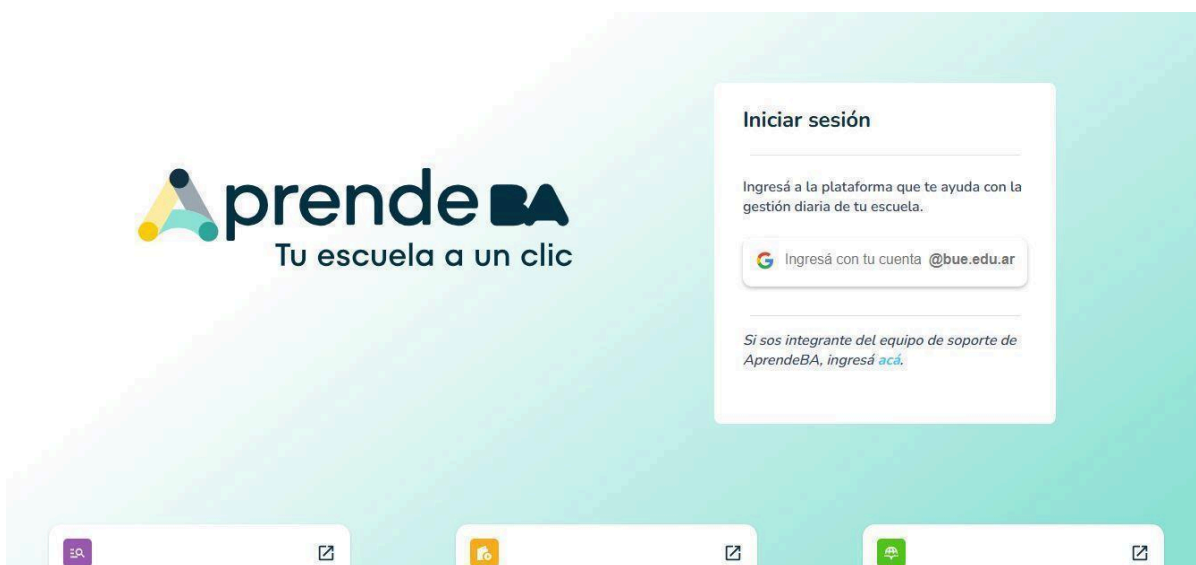 AprendeBA
Tu escuela a un clic
Iniciar sesión
Ingresá a la plataforma que te ayuda con la
gestión diaria de tu escuela.
Ingresá con tu cuenta @bue.edu.ar
Si sos integrante del equipo de soporte de
AprendeBA, ingresá acá.